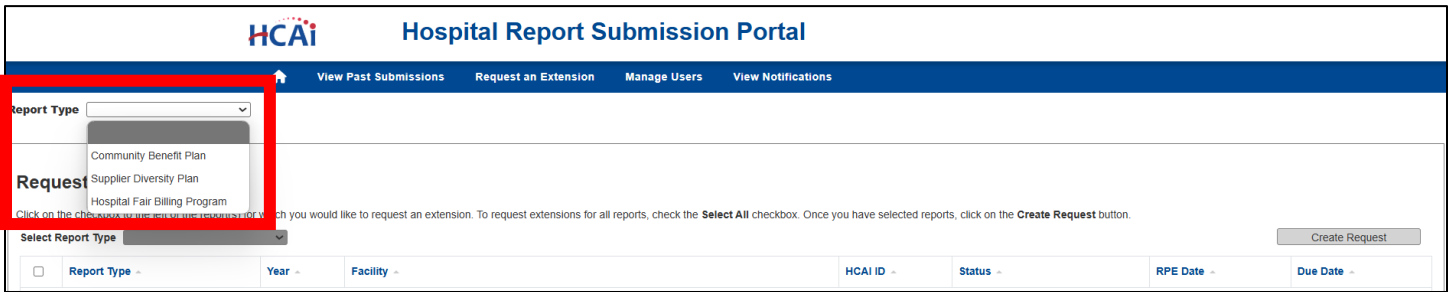 HCAi Hospital Report Submission Portal
View Past Submissions Request an Extension Manage Users View Notifications
Report Type
Community Benefit Plan
Supplier Diversity Plan
Hospital Fair Billing Program
Request
Click on the checkbox to the left of the report(s) for which you would like to request an extension. To request extensions for all reports, check the Select All checkbox. Once you have selected reports, click on the Create Request button.
Select Report Type Create Request
Report Type Year Facility HCAI ID Status RPE Date Due Date